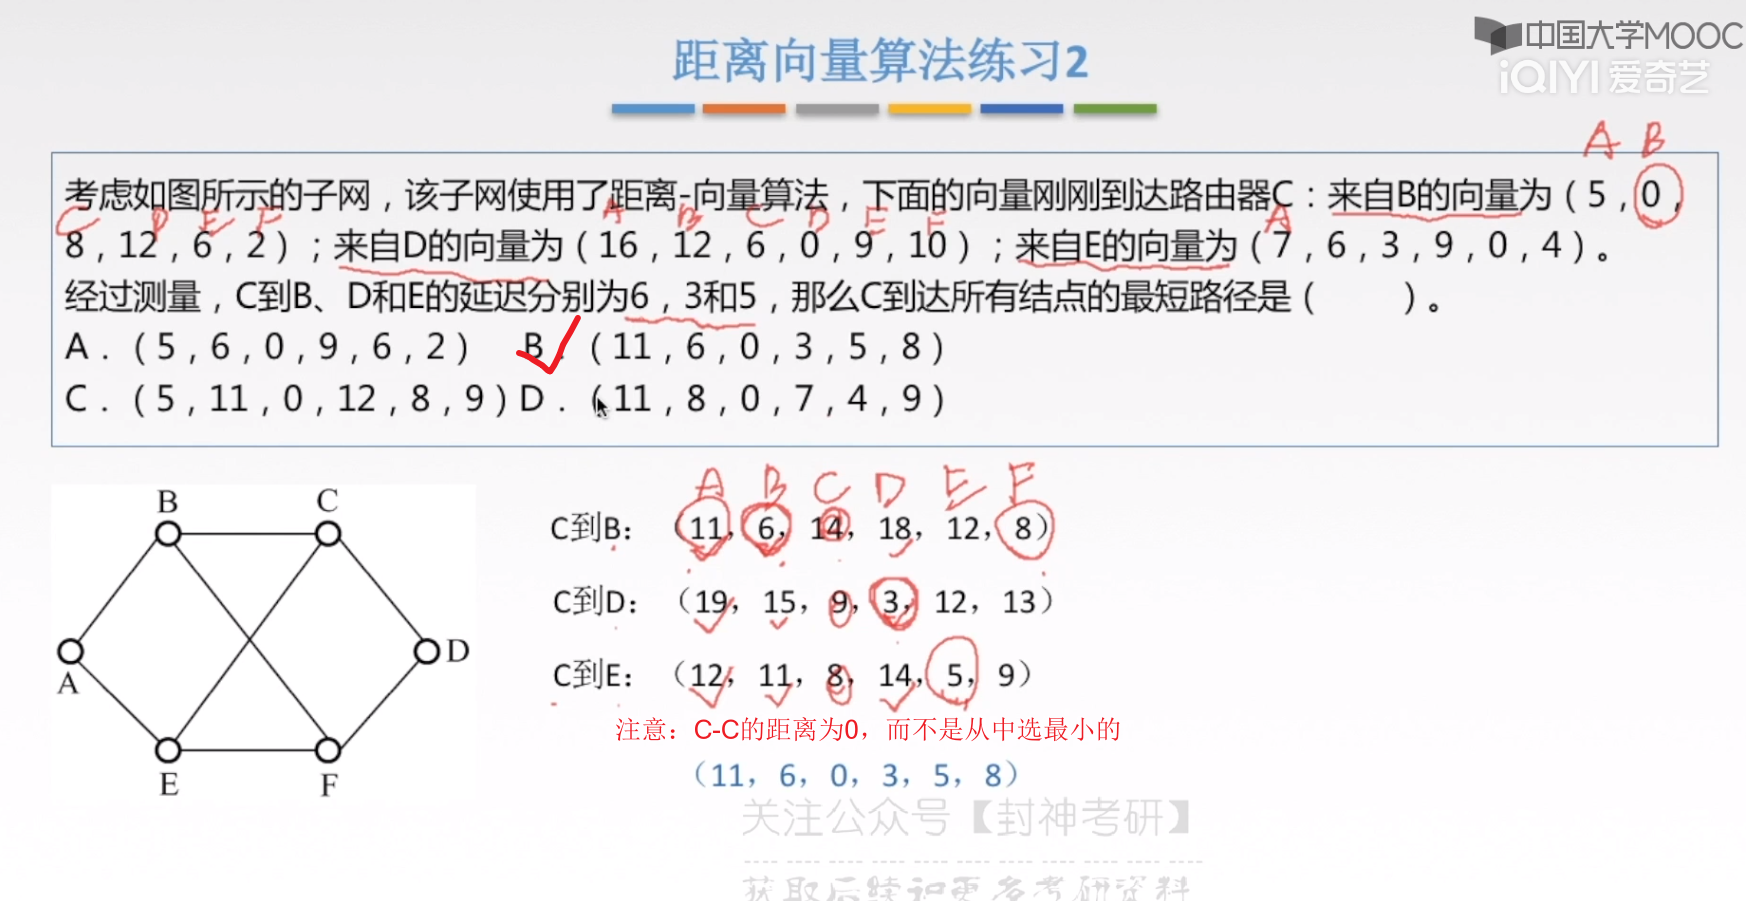 中国大学MOOC
iQIYI 爱奇艺
距离向量算法练习2
A B
考虑如图所示的子网，该子网使用了距离-向量算法，下面的向量刚刚到达路由器C：来自B的向量为（5，0，
C D E F A B C D E F A
8，12，6，2）；来自D的向量为（16，12，6，0，9，10）；来自E的向量为（7，6，3，9，0，4）。
经过测量，C到B、D和E的延迟分别为6，3和5，那么C到达所有结点的最短路径是（　　）。
A．（5，6，0，9，6，2） B．（11，6，0，3，5，8）
C．（5，11，0，12，8，9）D．（11，8，0，7，4，9）
A B C D E F
C到B：（11，6，14，18，12，8）
C到D：（19，15，9，3，12，13）
C到E：（12，11，8，14，5，9）
注意：C-C的距离为0，而不是从中选最小的
（11，6，0，3，5，8）
B C
A D
E F
关注公众号【封神考研】
获取后续和更多考研资料